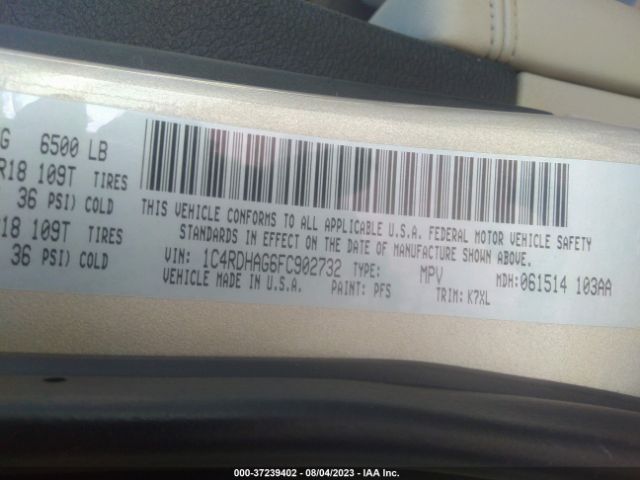 G 6500 LB
R18 109T TIRES
36 PSI) COLD
R18 109T TIRES
36 PSI) COLD
THIS VEHICLE CONFORMS TO ALL APPLICABLE U.S.A. FEDERAL MOTOR VEHICLE SAFETY
STANDARDS IN EFFECT ON THE DATE OF MANUFACTURE SHOWN ABOVE.
VIN: 1C4RDHAG6FC902732 TYPE: MPV MDH:061514 103AA
VEHICLE MADE IN U.S.A. PAINT: PFS TRIM: K7XL
000-37239402 - 08/04/2023 - IAA Inc.